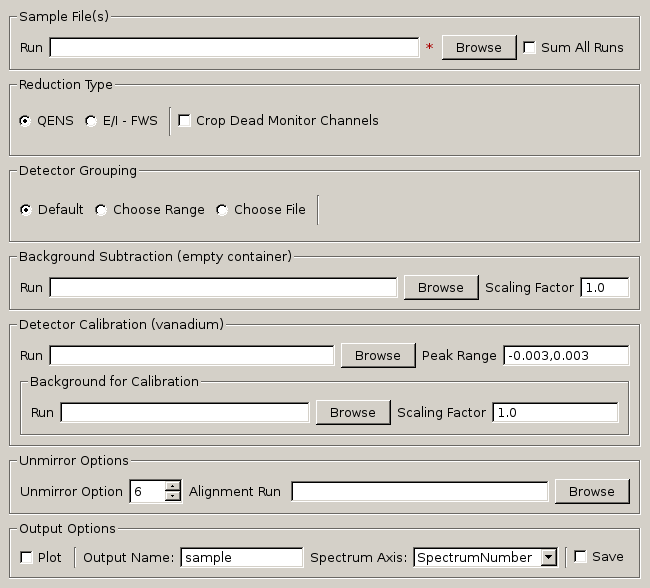 Sample File(s)
Run * Browse Sum All Runs
Reduction Type
QENS E/I - FWS Crop Dead Monitor Channels
Detector Grouping
Default Choose Range Choose File
Background Subtraction (empty container)
Run Browse Scaling Factor 1.0
Detector Calibration (vanadium)
Run Browse Peak Range -0.003,0.003
Background for Calibration
Run Browse Scaling Factor 1.0
Unmirror Options
Unmirror Option 6 Alignment Run Browse
Output Options
Plot Output Name: sample Spectrum Axis: SpectrumNumber Save